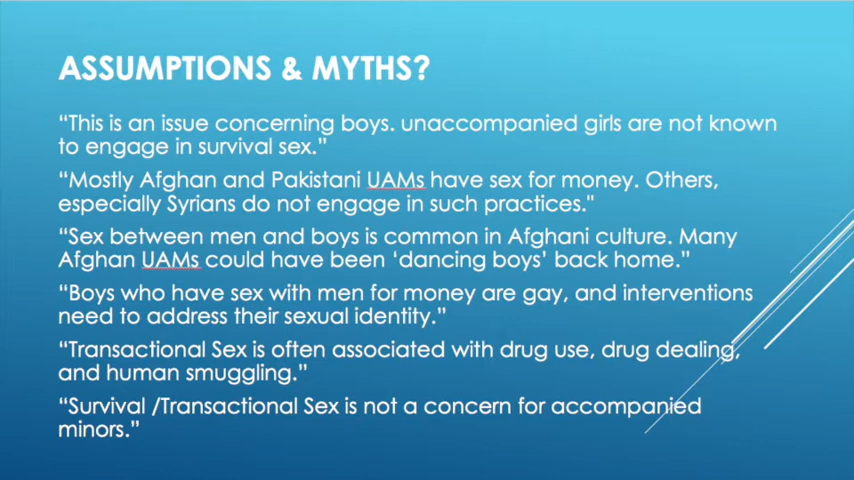 ASSUMPTIONS & MYTHS?
“This is an issue concerning boys. unaccompanied girls are not known
to engage in survival sex.”
“Mostly Afghan and Pakistani UAMs have sex for money. Others,
especially Syrians do not engage in such practices."
“Sex between men and boys is common in Afghani culture. Many
Afghan UAMs could have been ‘dancing boys’ back home.”
“Boys who have sex with men for money are gay, and interventions
need to address their sexual identity.”
“Transactional Sex is often associated with drug use, drug dealing,
and human smuggling.”
“Survival /Transactional Sex is not a concern for accompanied
minors.”